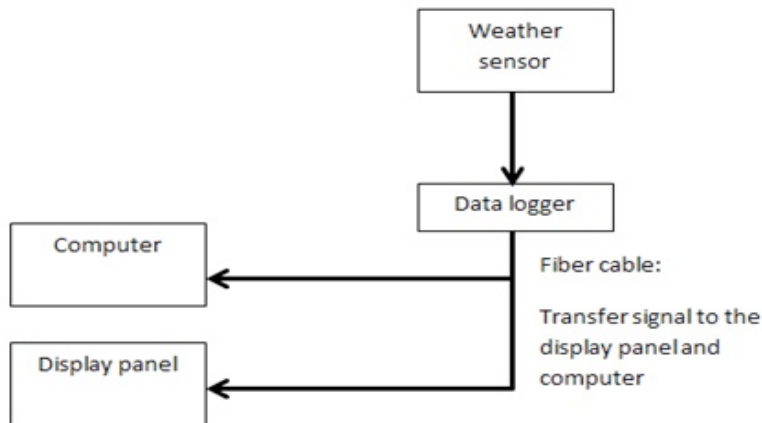 Weather
sensor
Data logger
Computer
Fiber cable:
Transfer signal to the
display panel and
computer
Display panel